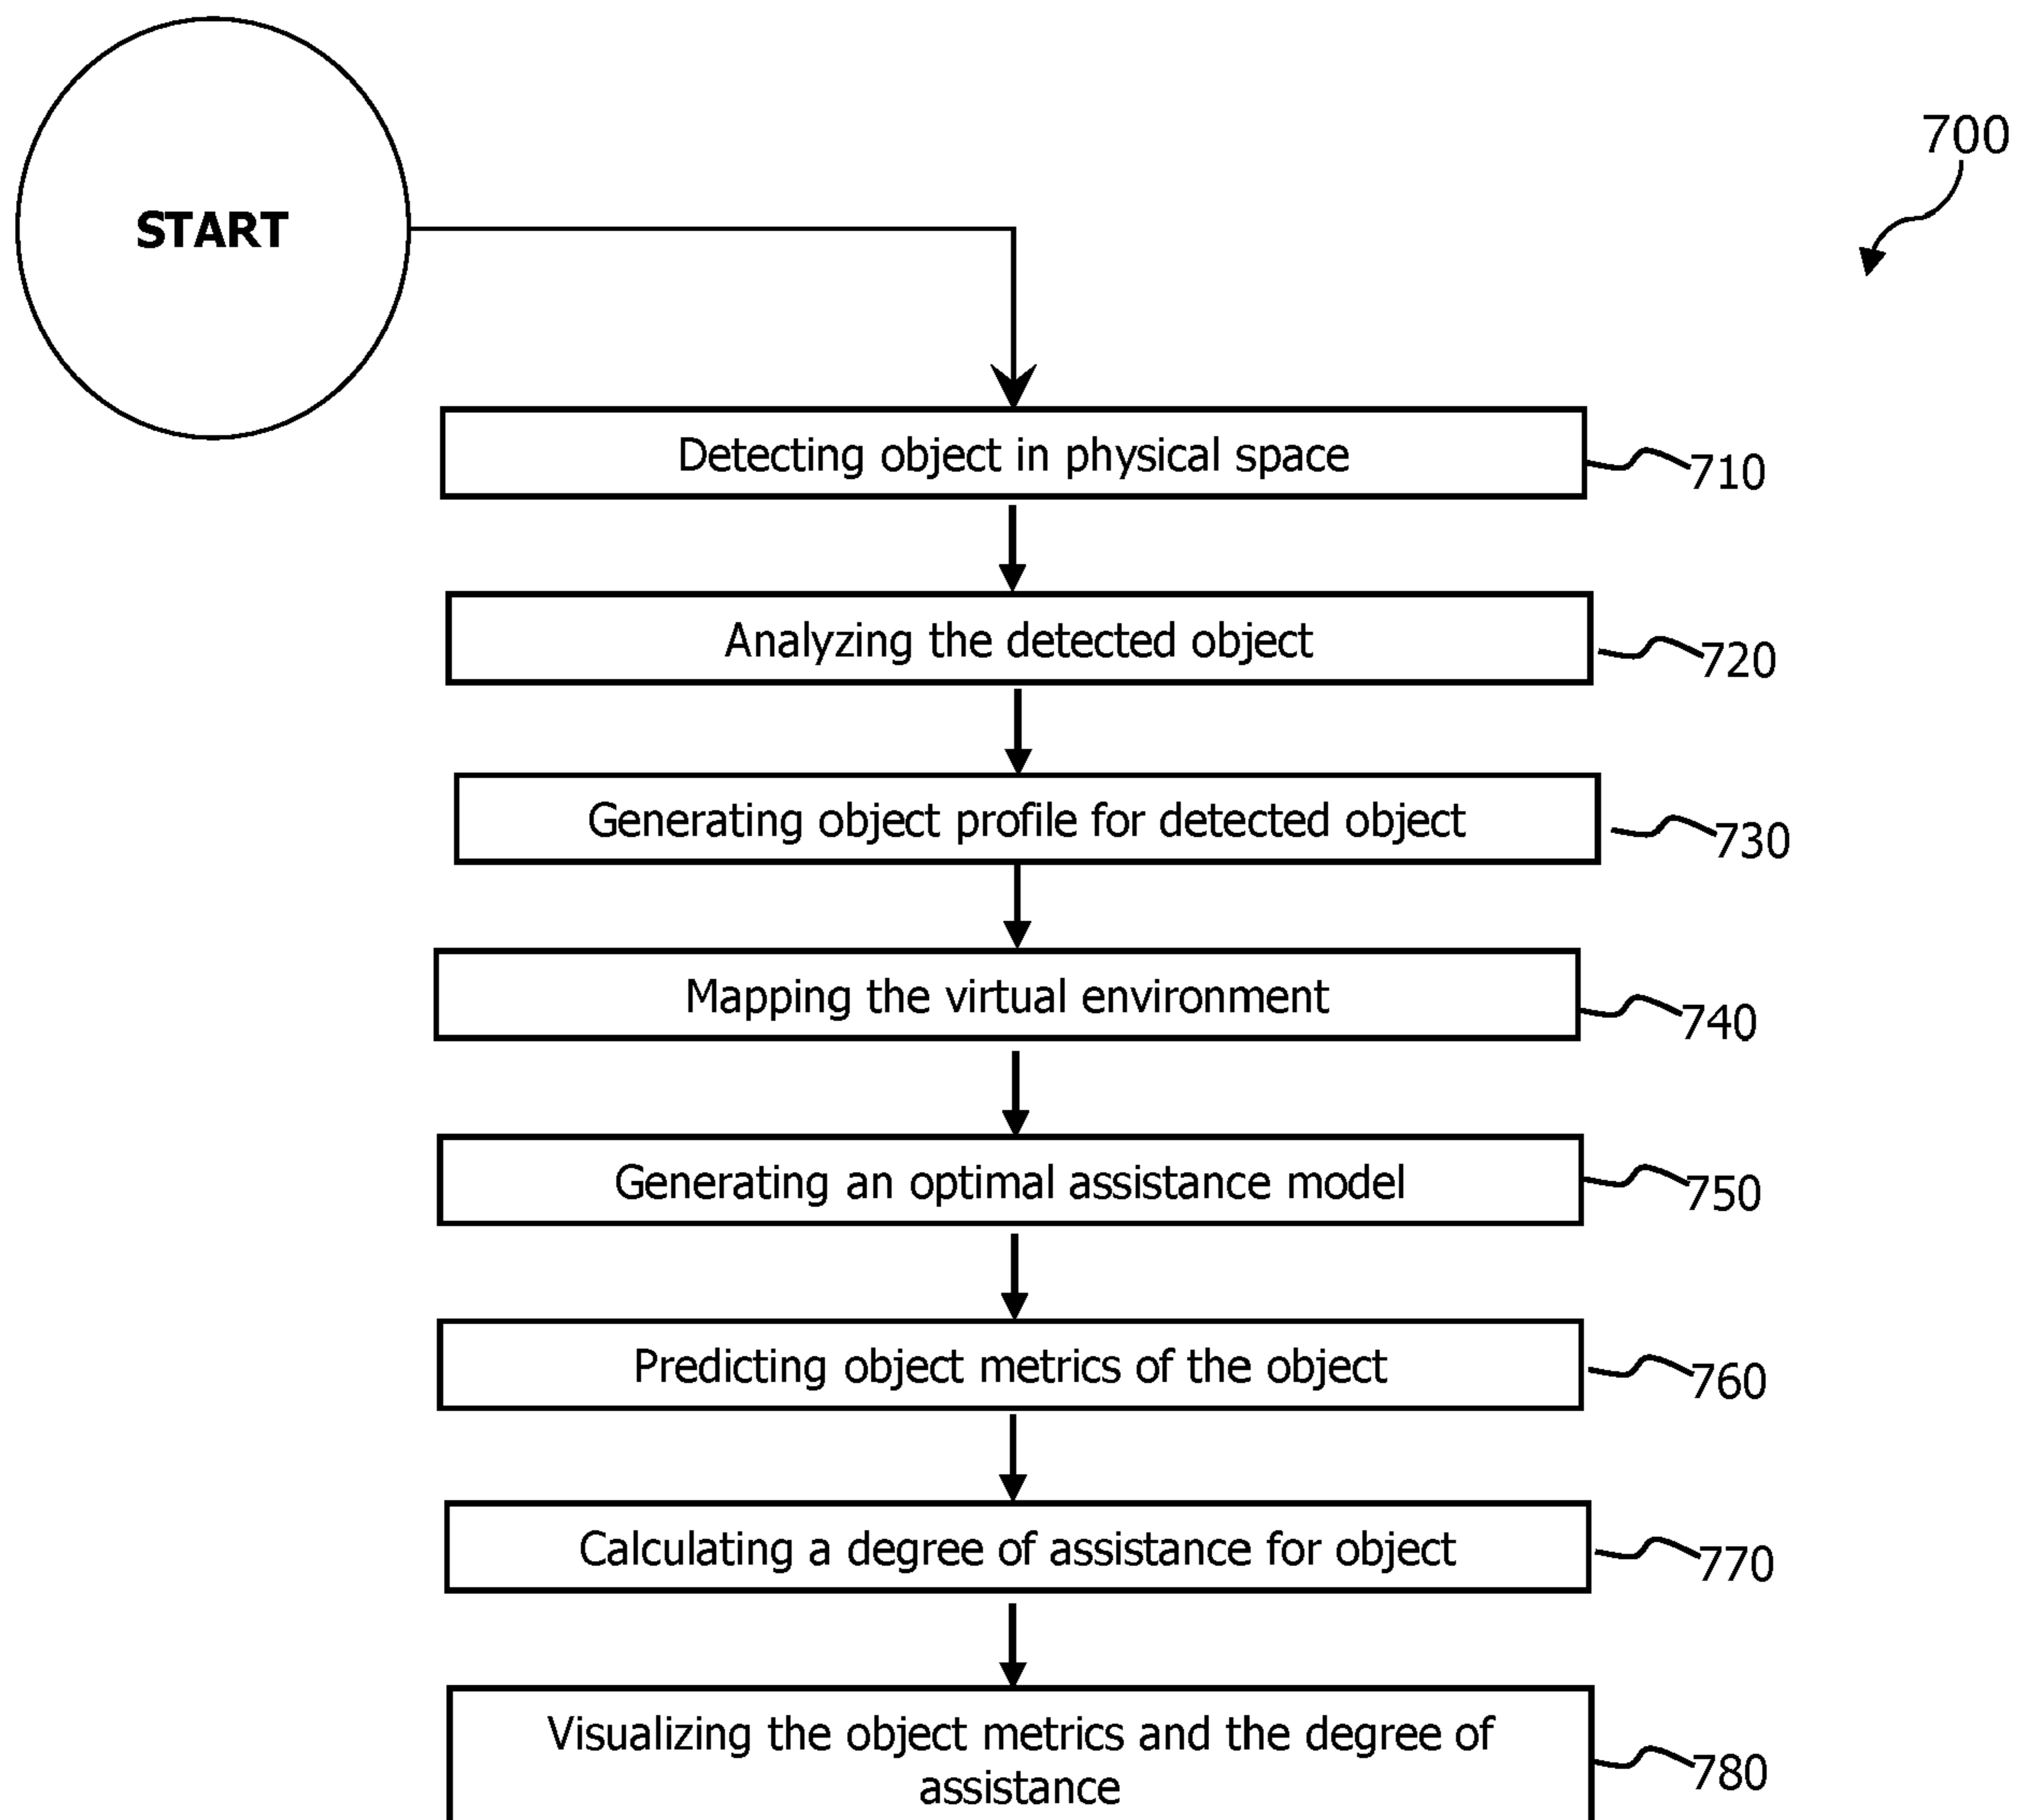 START
700
Detecting object in physical space
710
Analyzing the detected object
720
Generating object profile for detected object
730
Mapping the virtual environment
740
Generating an optimal assistance model
750
Predicting object metrics of the object
760
Calculating a degree of assistance for object
770
Visualizing the object metrics and the degree of
assistance
780